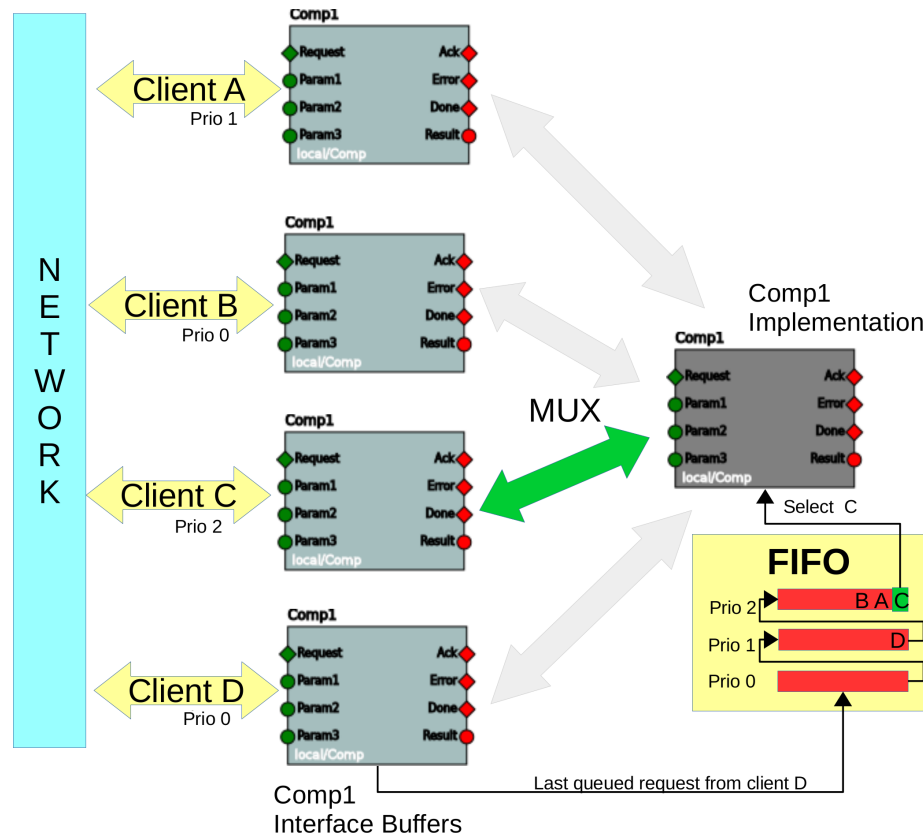 NETWORK
Comp1
Request Ack
Param1 Error
Param2 Done
Param3 Result
local/Comp
Client A
Prio 1
Comp1
Request Ack
Param1 Error
Param2 Done
Param3 Result
local/Comp
Client B
Prio 0
Comp1
Request Ack
Param1 Error
Param2 Done
Param3 Result
local/Comp
Client C
Prio 2
Comp1
Request Ack
Param1 Error
Param2 Done
Param3 Result
local/Comp
Client D
Prio 0
Comp1
Interface Buffers
MUX
Comp1
Implementation
Comp1
Request Ack
Param1 Error
Param2 Done
Param3 Result
local/Comp
Select C
FIFO
Prio 2 B A C
Prio 1 D
Prio 0
Last queued request from client D